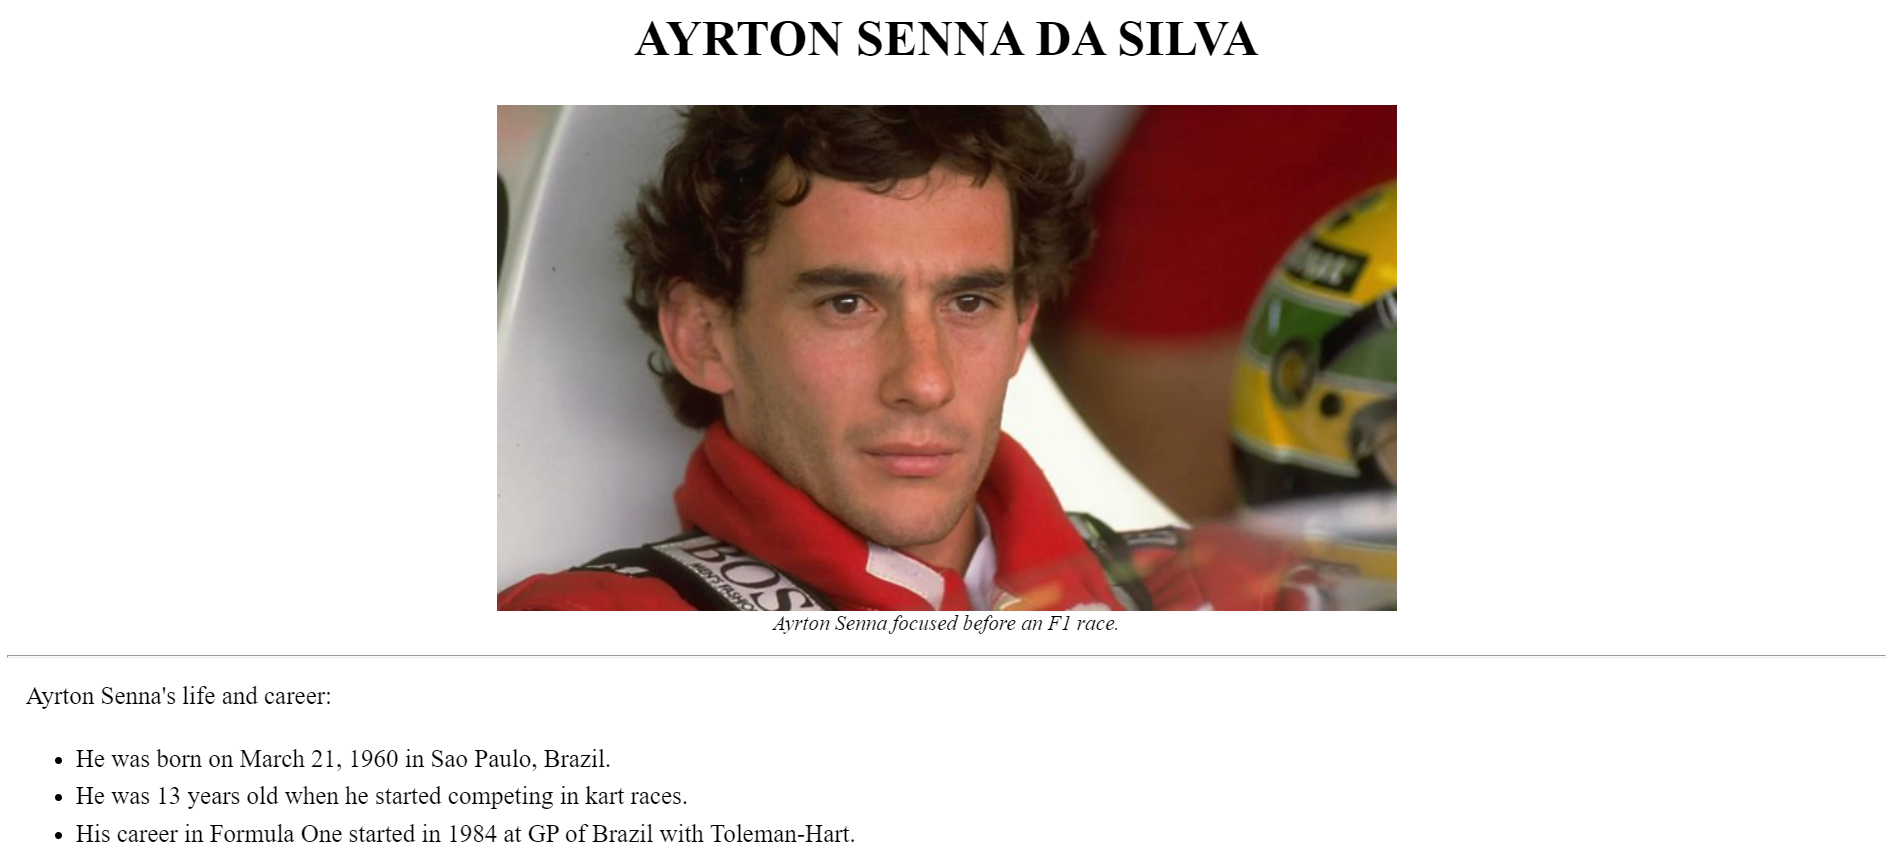 AYRTON SENNA DA SILVA
BOSS
MEN'S FASHION
Ayrton Senna focused before an F1 race.
Ayrton Senna's life and career:
• He was born on March 21, 1960 in Sao Paulo, Brazil.
• He was 13 years old when he started competing in kart races.
• His career in Formula One started in 1984 at GP of Brazil with Toleman-Hart.